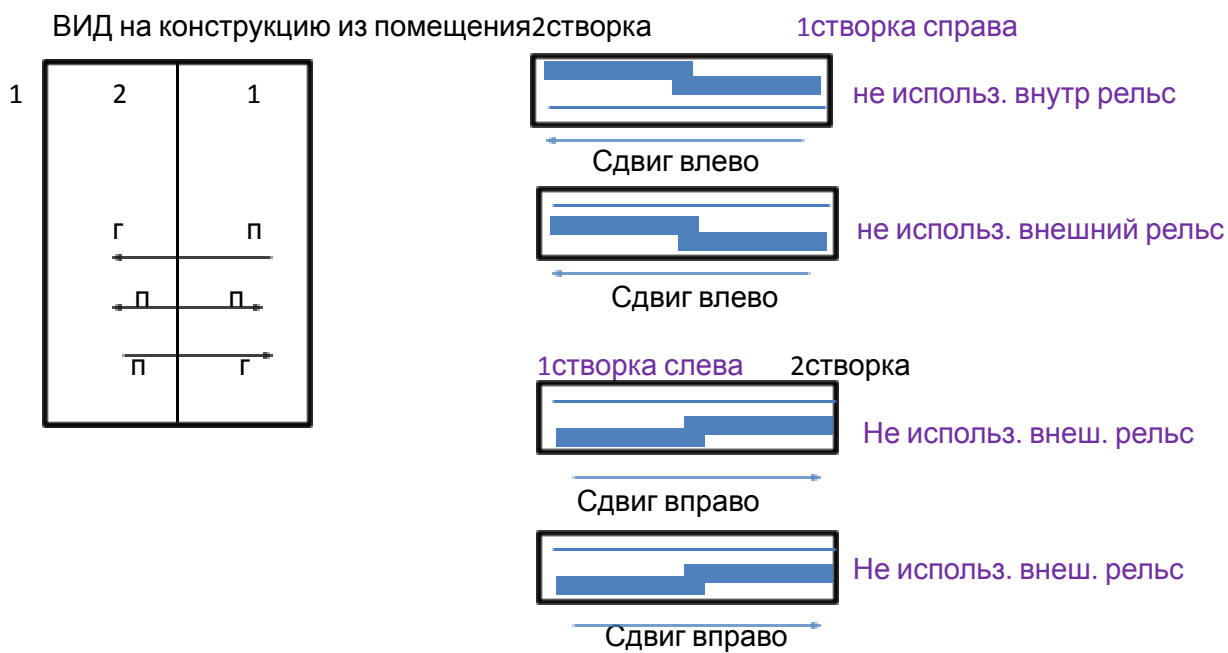 ВИД на конструкцию из помещения2створка 1створка справа
1 2 1
не использ. внутр рельс
Сдвиг влево
г п
не использ. внешний рельс
п п
Сдвиг влево
п г
1створка слева 2створка
Не использ. внеш. рельс
Сдвиг вправо
Не использ. внеш. рельс
Сдвиг вправо